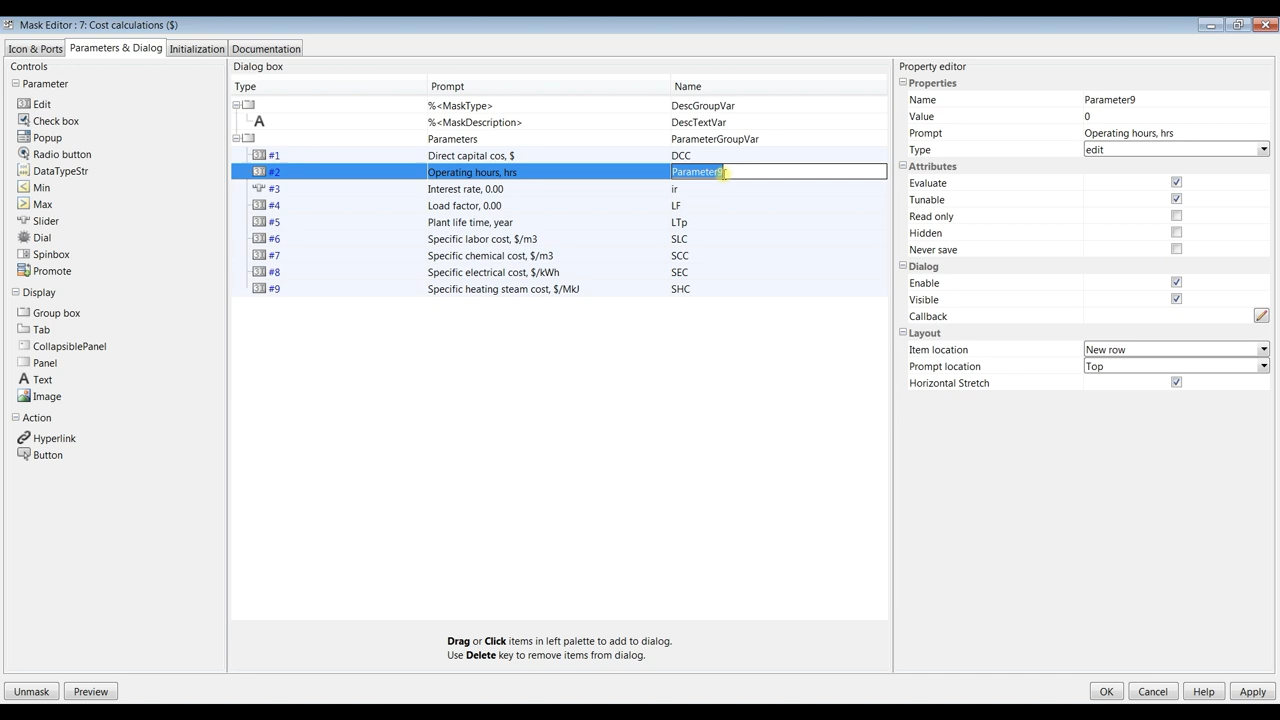 Mask Editor : 7: Cost calculations ($)
Icon & Ports
Parameters & Dialog
Initialization
Documentation
Controls
Parameter
Edit
Check box
Popup
Radio button
DataTypeStr
Min
Max
Slider
Dial
Spinbox
Promote
Display
Group box
Tab
CollapsiblePanel
Panel
Text
Image
Action
Hyperlink
Button
Dialog box
Type Prompt Name
%<MaskType> DescGroupVar
A %<MaskDescription> DescTextVar
Parameters ParameterGroupVar
#1 Direct capital cos, $ DCC
#2 Operating hours, hrs Parameter9
#3 Interest rate, 0.00 ir
#4 Load factor, 0.00 LF
#5 Plant life time, year LTp
#6 Specific labor cost, $/m3 SLC
#7 Specific chemical cost, $/m3 SCC
#8 Specific electrical cost, $/kWh SEC
#9 Specific heating steam cost, $/MkJ SHC
Drag or Click items in left palette to add to dialog.
Use Delete key to remove items from dialog.
Property editor
Properties
Name Parameter9
Value 0
Prompt Operating hours, hrs
Type edit
Attributes
Evaluate
Tunable
Read only
Hidden
Never save
Dialog
Enable
Visible
Callback
Layout
Item location New row
Prompt location Top
Horizontal Stretch
Unmask Preview OK Cancel Help Apply